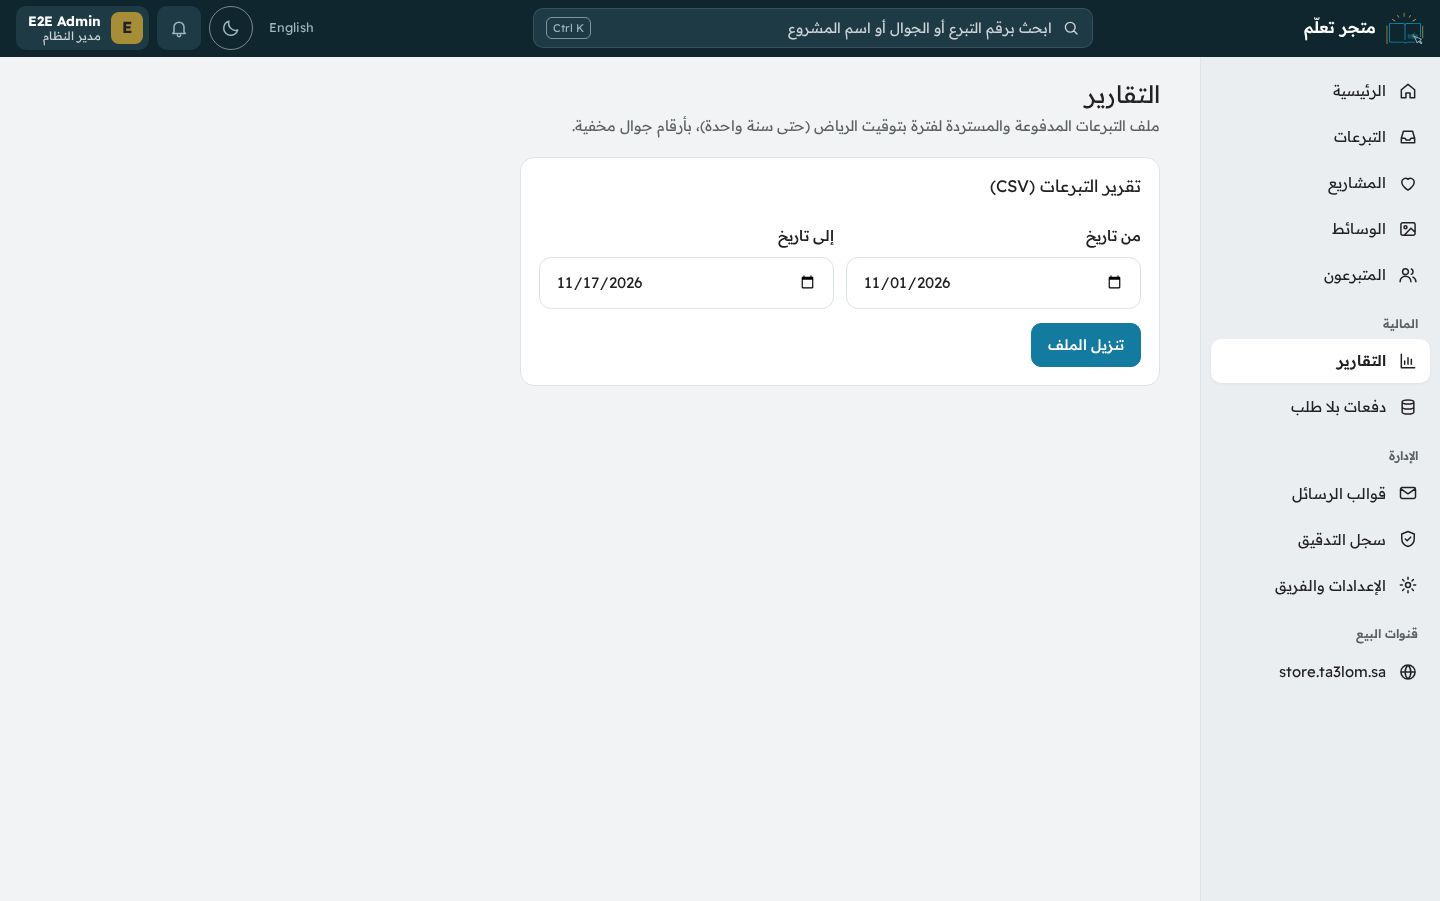 متجر تعلّم
ابحث برقم التبرع أو الجوال أو اسم المشروع
Ctrl K
English
E2E Admin
مدير النظام
E
الرئيسية
التبرعات
المشاريع
الوسائط
المتبرعون
المالية
التقارير
دفعات بلا طلب
الإدارة
قوالب الرسائل
سجل التدقيق
الإعدادات والفريق
قنوات البيع
store.ta3lom.sa
التقارير
ملف التبرعات المدفوعة والمستردة لفترة بتوقيت الرياض (حتى سنة واحدة)، بأرقام جوال مخفية.
تقرير التبرعات (CSV)
من تاريخ
11/01/2026
إلى تاريخ
11/17/2026
تنزيل الملف